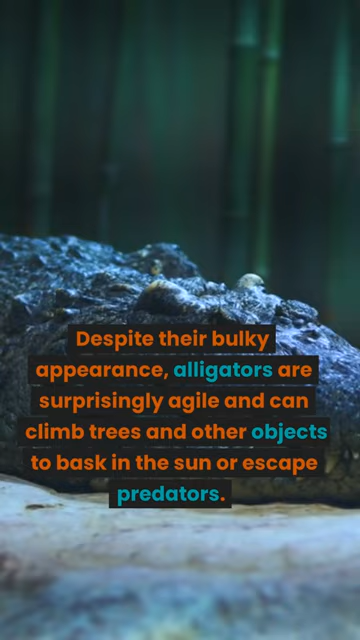 Despite their bulky
appearance, alligators are
surprisingly agile and can
climb trees and other objects
to bask in the sun or escape
predators.